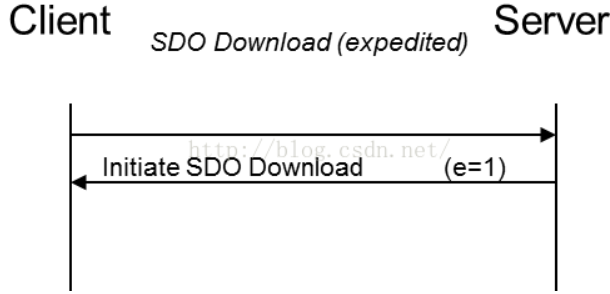 Client
Server
SDO Download (expedited)
http://blog.csdn.net/
Initiate SDO Download (e=1)